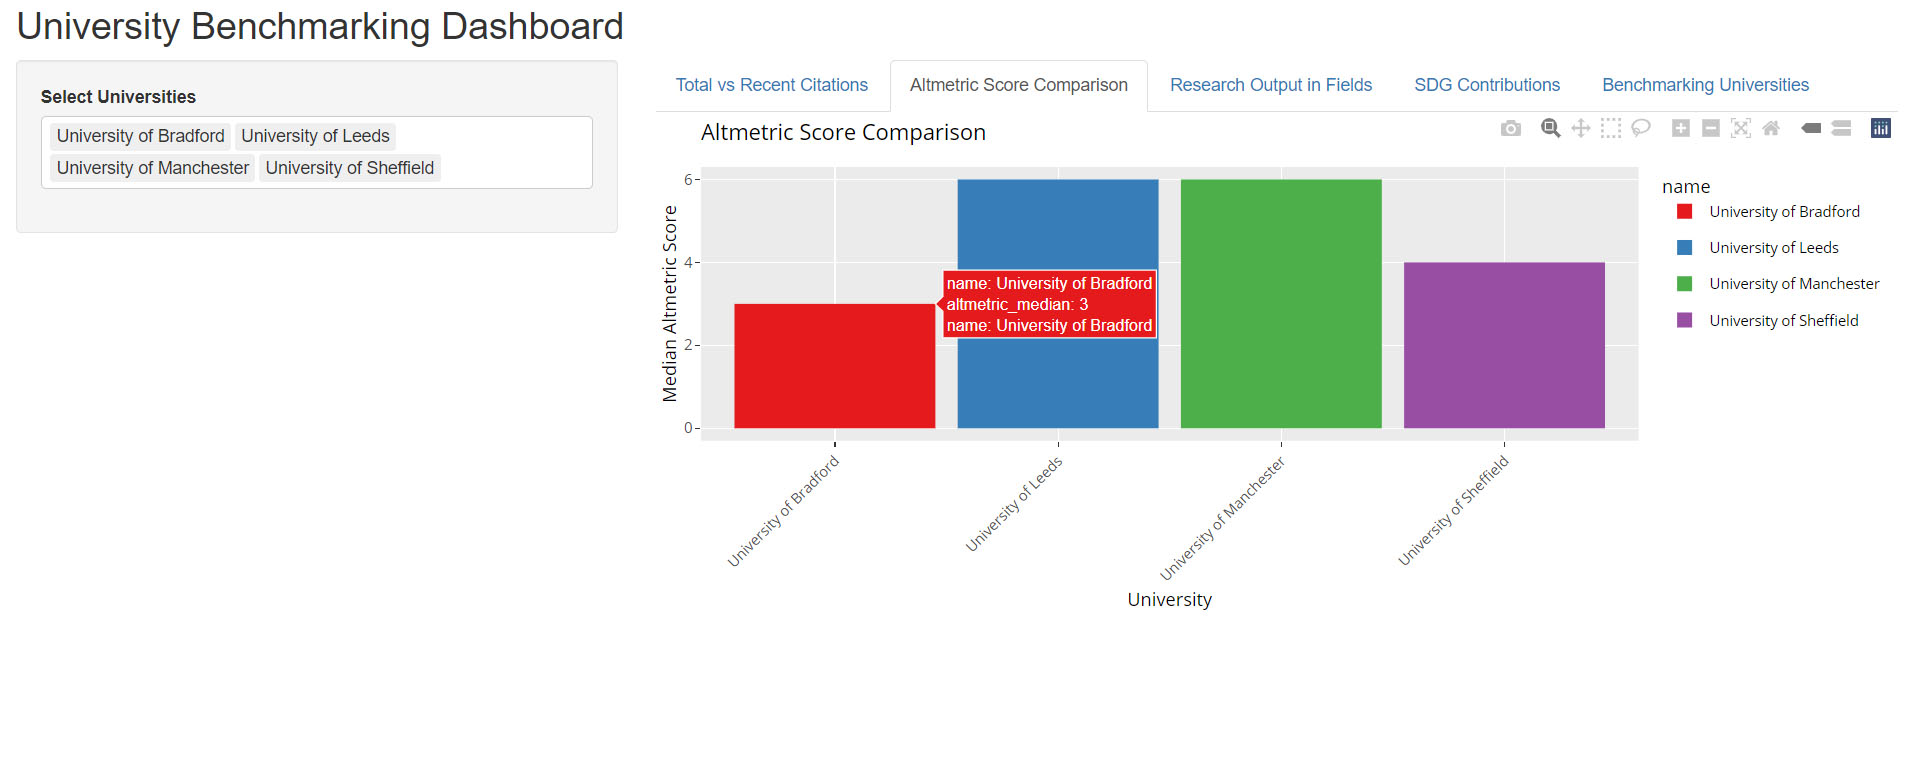 University Benchmarking Dashboard
Select Universities
University of Bradford University of Leeds
University of Manchester University of Sheffield
Total vs Recent Citations Altmetric Score Comparison Research Output in Fields SDG Contributions Benchmarking Universities
Altmetric Score Comparison
Median Altmetric Score
6
4
2
0
name: University of Bradford
altmetric_median: 3
name: University of Bradford
University of Bradford
University of Leeds
University of Manchester
University of Sheffield
University
name
University of Bradford
University of Leeds
University of Manchester
University of Sheffield